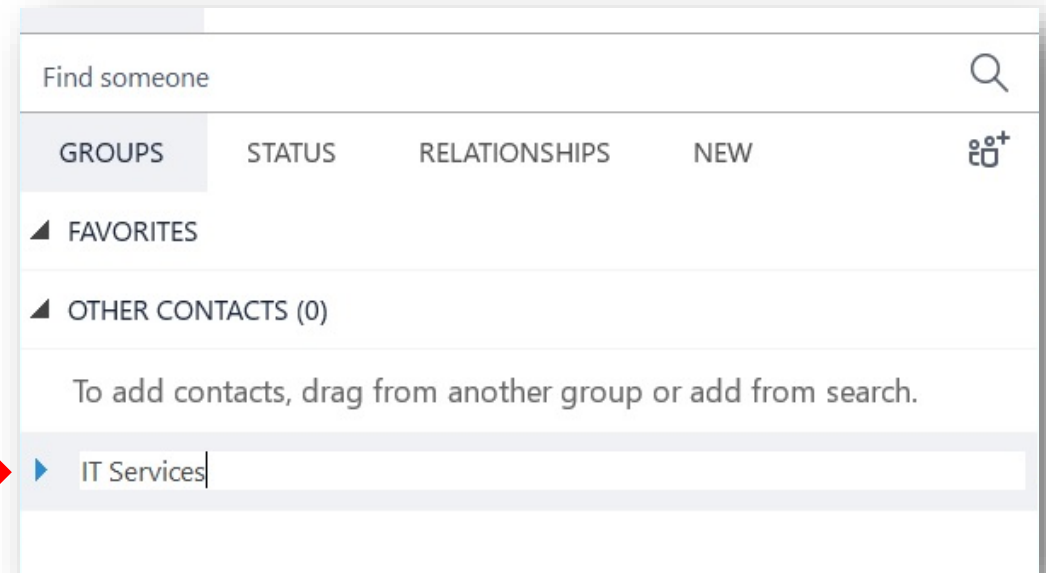 Find someone
GROUPS STATUS RELATIONSHIPS NEW
FAVORITES
OTHER CONTACTS (0)
To add contacts, drag from another group or add from search.
IT Services